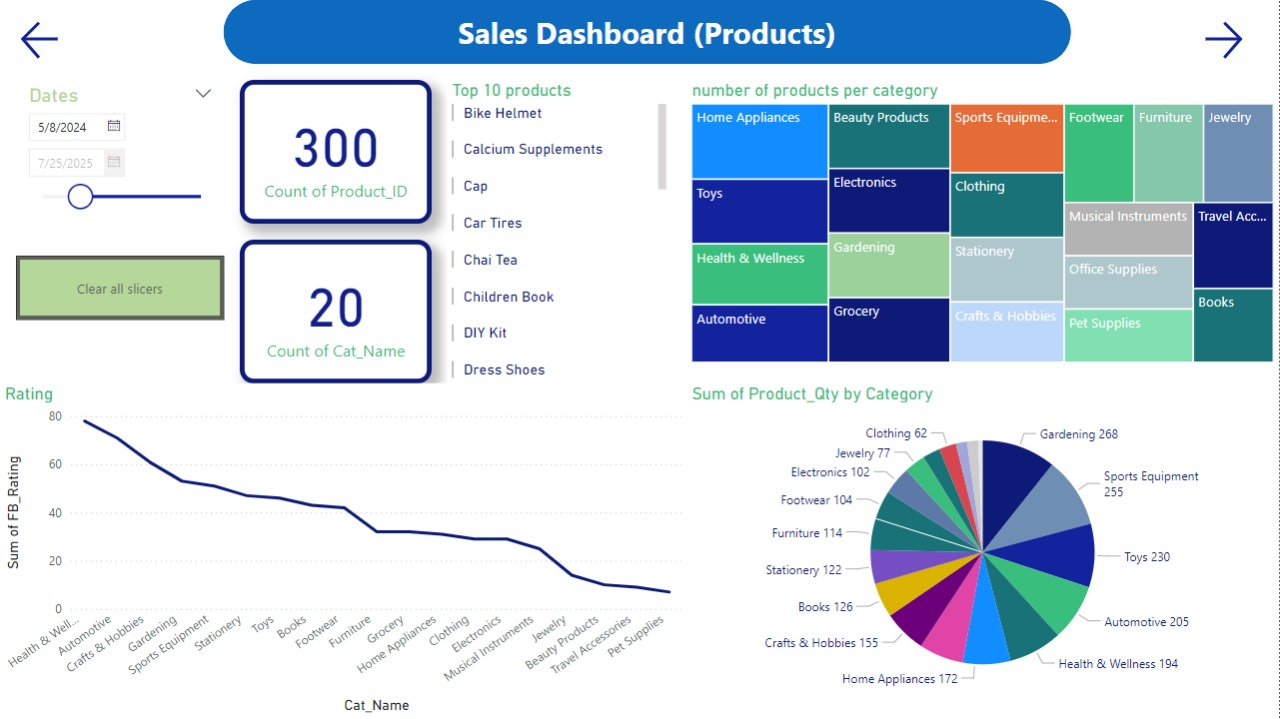 Sales Dashboard (Products)
Dates
5/8/2024
7/25/2025
Clear all slicers
300
Count of Product_ID
20
Count of Cat_Name
Top 10 products
Bike Helmet
Calcium Supplements
Cap
Car Tires
Chai Tea
Children Book
DIY Kit
Dress Shoes
number of products per category
Home Appliances
Toys
Health & Wellness
Automotive
Beauty Products
Electronics
Gardening
Grocery
Sports Equipme...
Clothing
Stationery
Crafts & Hobbies
Footwear
Furniture
Jewelry
Musical Instruments
Office Supplies
Pet Supplies
Travel Acc...
Books
Rating
Sum of FB_Rating
80
60
40
20
0
Health & Well...
Automotive
Crafts & Hobbies
Gardening
Sports Equipment
Stationery
Toys
Books
Footwear
Furniture
Grocery
Home Appliances
Clothing
Electronics
Musical Instruments
Jewelry
Beauty Products
Travel Accessories
Pet Supplies
Cat_Name
Sum of Product_Qty by Category
Gardening 268
Sports Equipment
255
Toys 230
Automotive 205
Health & Wellness 194
Home Appliances 172
Crafts & Hobbies 155
Books 126
Stationery 122
Furniture 114
Footwear 104
Electronics 102
Jewelry 77
Clothing 62